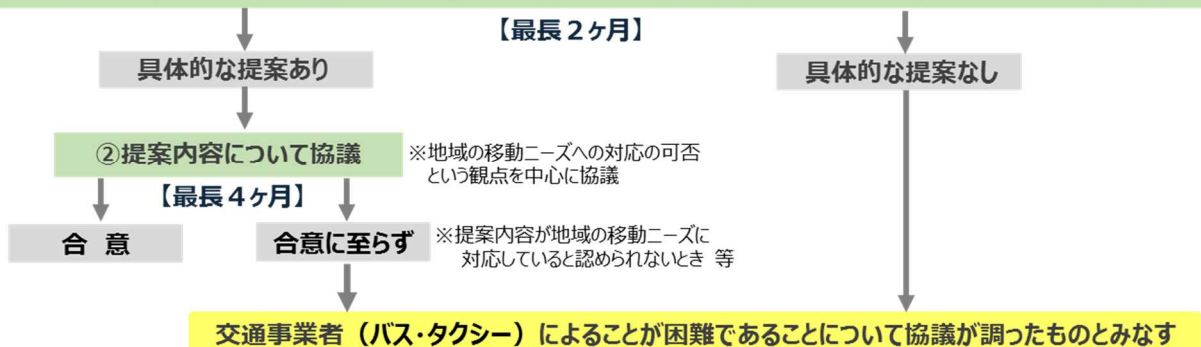 【最長２ヶ月】
具体的な提案あり
具体的な提案なし
②提案内容について協議
※地域の移動ニーズへの対応の可否
という観点を中心に協議
【最長４ヶ月】
合 意
合意に至らず
※提案内容が地域の移動ニーズに
対応していると認められないとき 等
交通事業者（バス・タクシー）によることが困難であることについて協議が調ったものとみなす